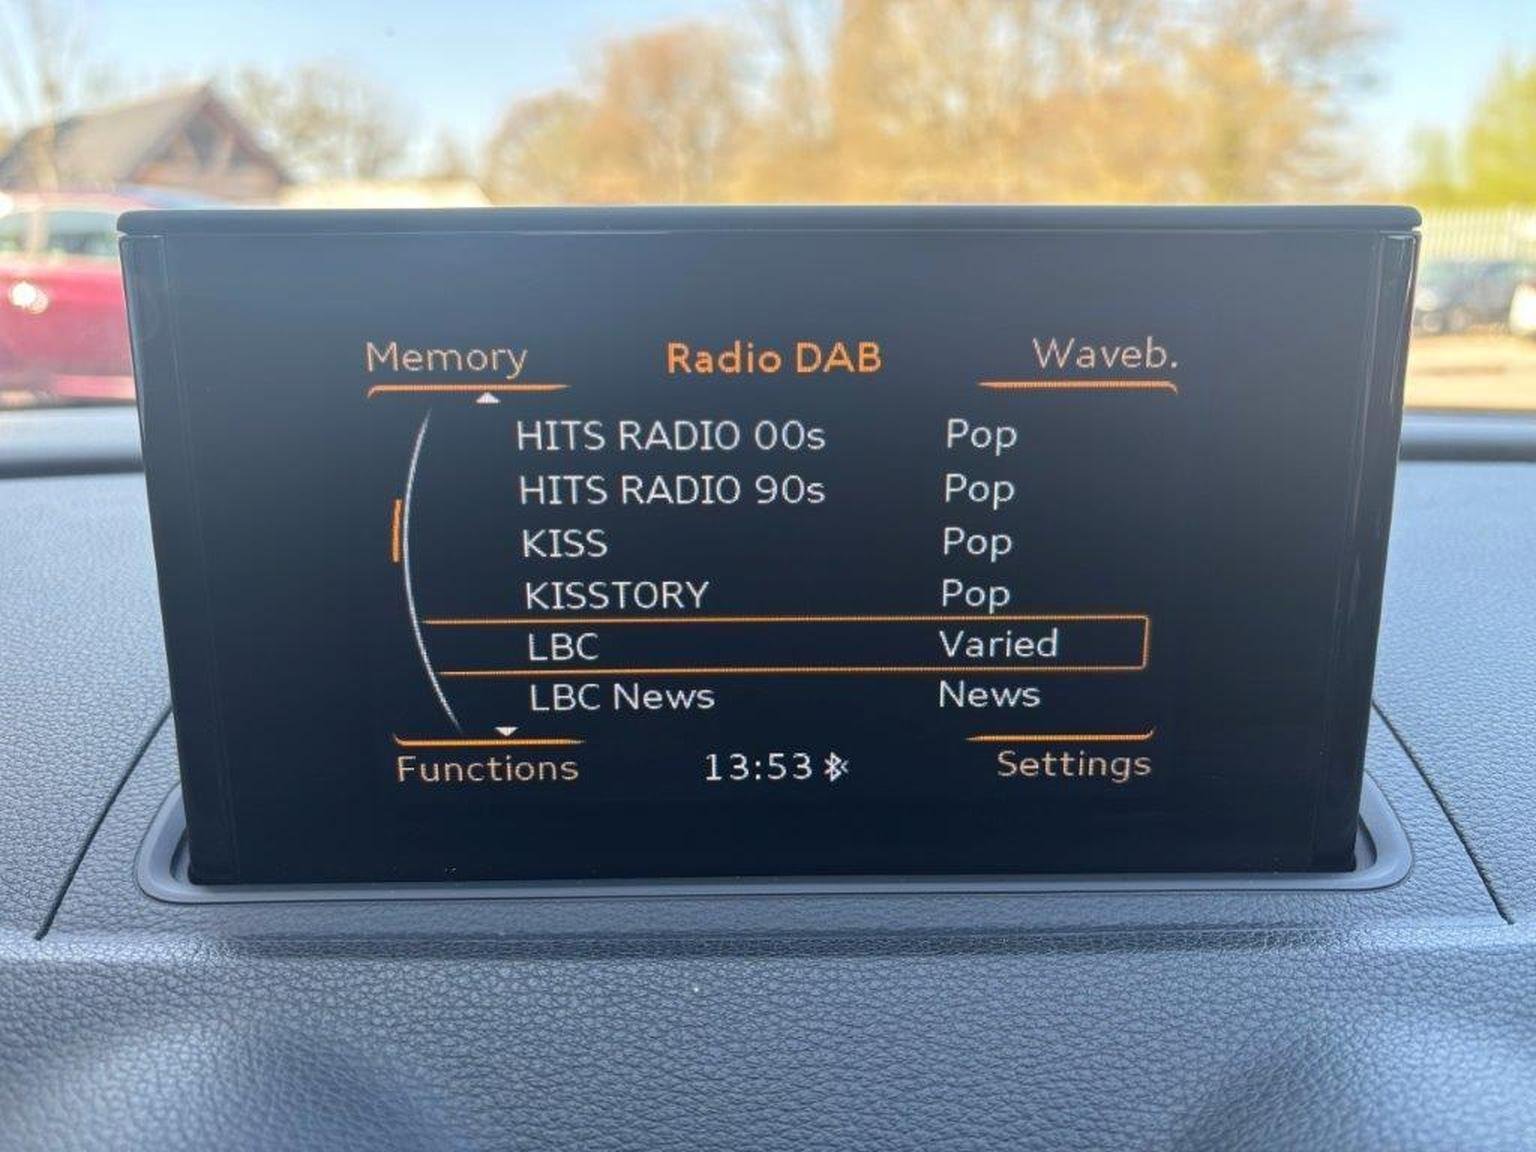 Memory Radio DAB Waveb.
HITS RADIO 00s Pop
HITS RADIO 90s Pop
KISS Pop
KISSTORY Pop
LBC Varied
LBC News News
Functions 13:53 Settings